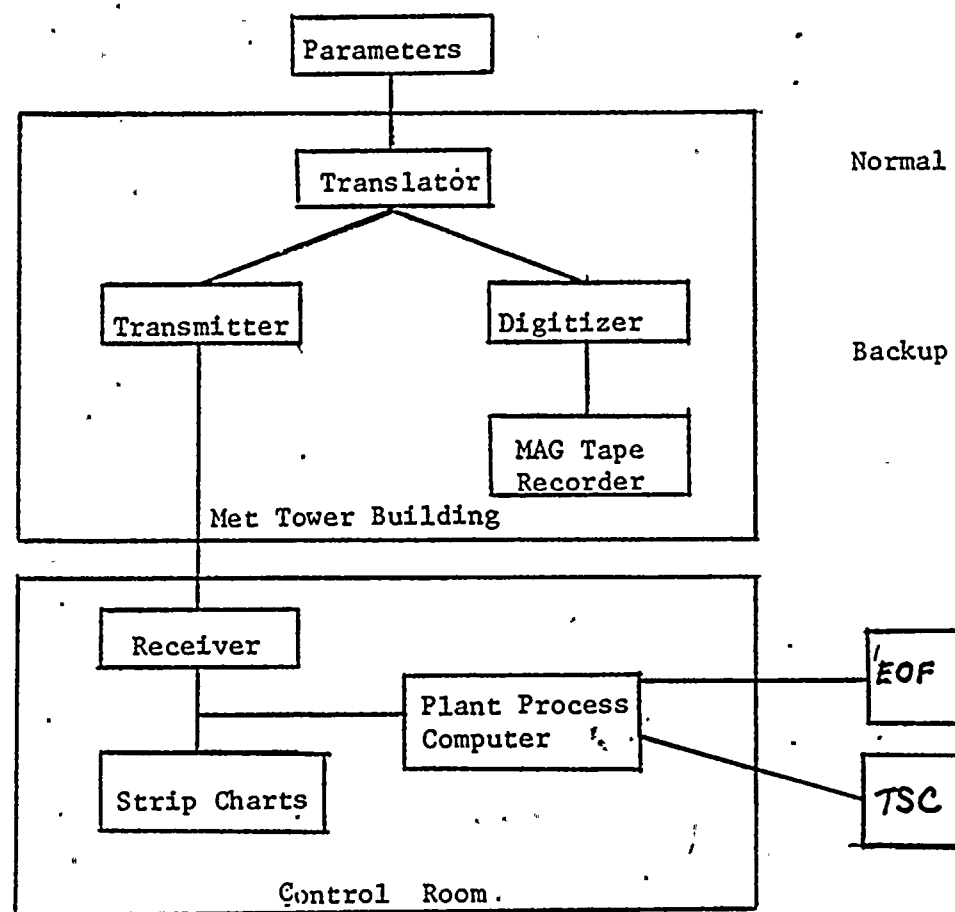 Parameters
Translator
Normal
Transmitter
Digitizer
Backup
MAG Tape
Recorder
Met Tower Building
Receiver
Plant Process
Computer
EOF
Strip Charts
TSC
Control Room.